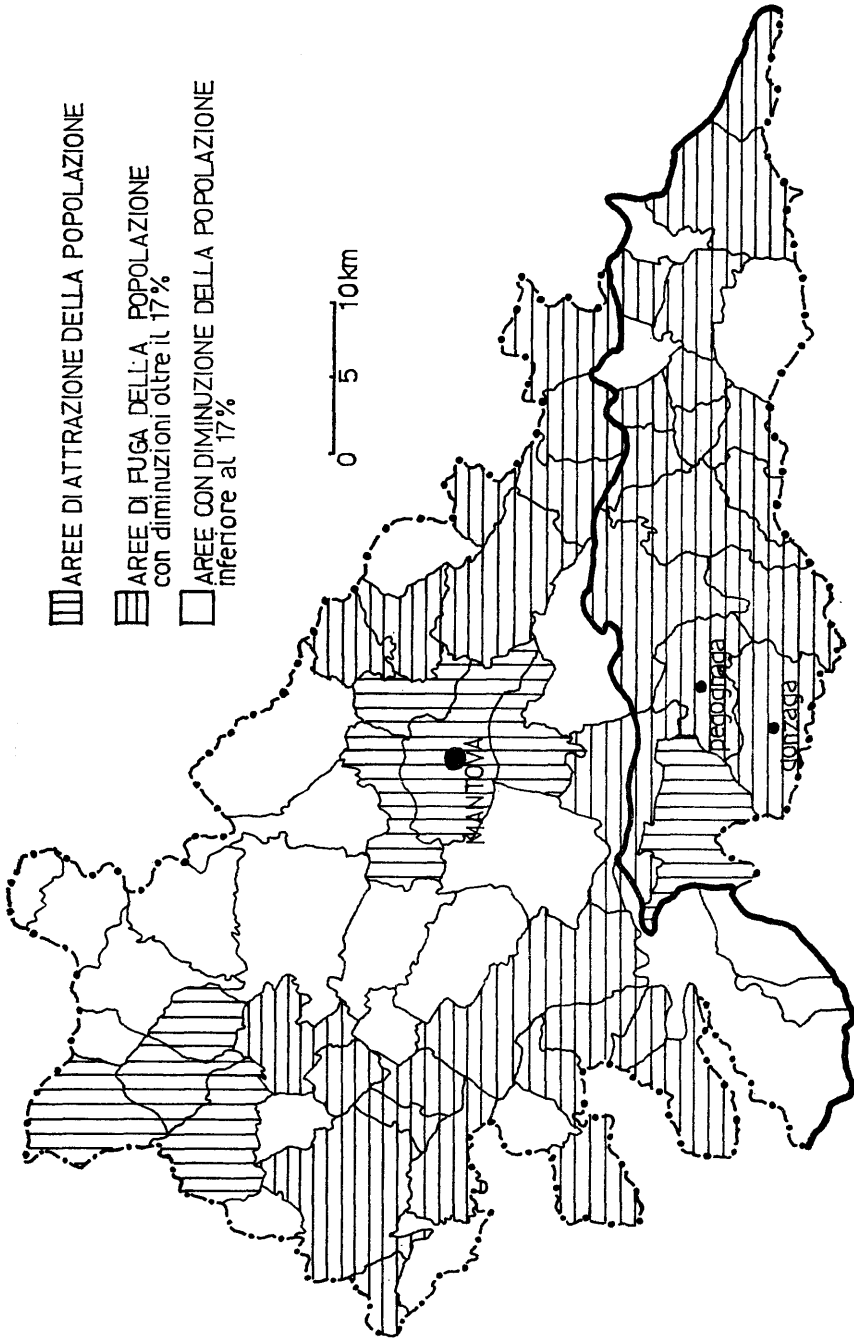 AREE DI ATTRAZIONE DELLA POPOLAZIONE
AREE DI FUGA DELLA POPOLAZIONE
con diminuzioni oltre il 17%
AREE CON DIMINUZIONE DELLA POPOLAZIONE
inferiore al 17%
0 5 10km
MANTOVA
pegognaga
gonzaga